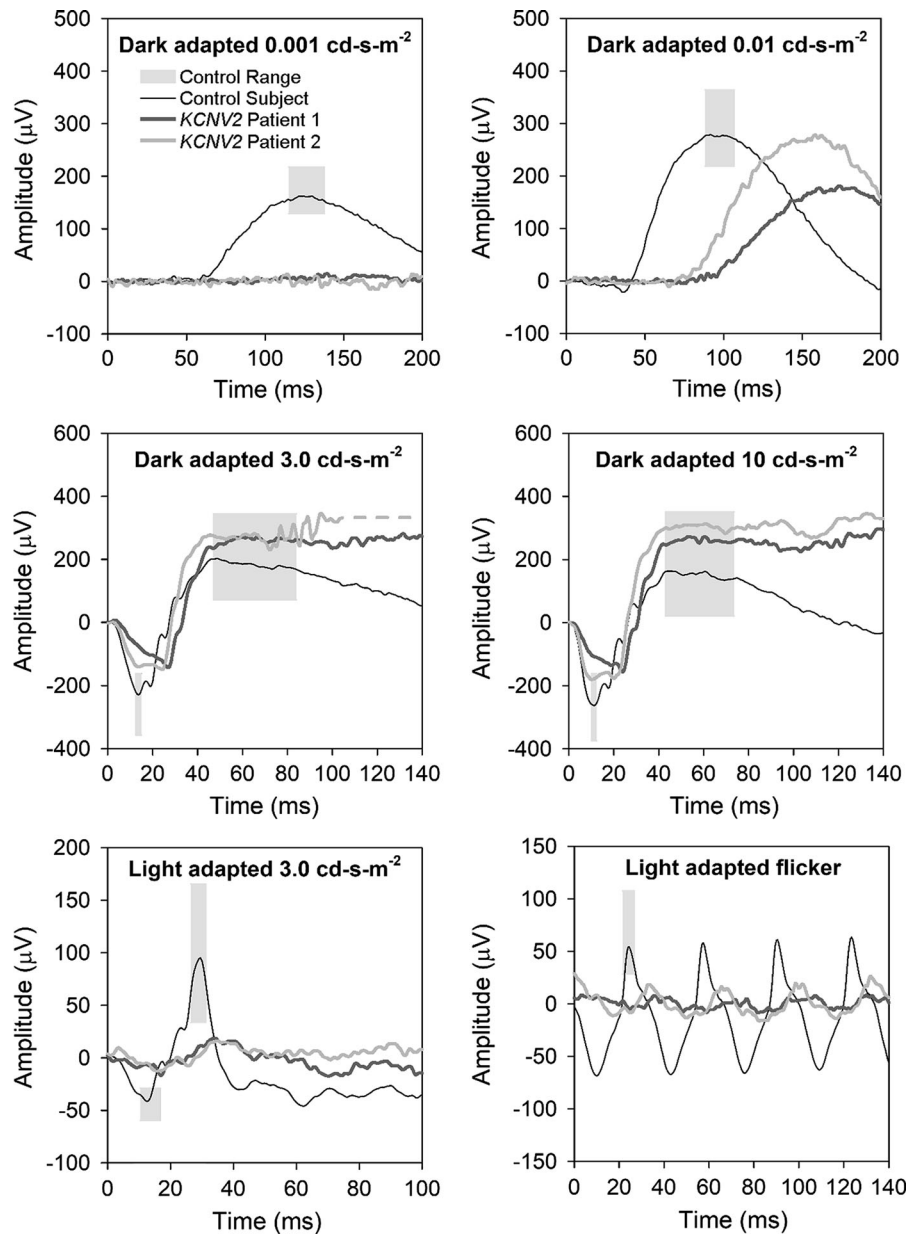 Dark adapted 0.001 cd-s-m⁻²
Control Range
Control Subject
KCNV2 Patient 1
KCNV2 Patient 2
500
400
300
200
100
0
-100
Amplitude (µV)
0 50 100 150 200
Time (ms)
Dark adapted 0.01 cd-s-m⁻²
500
400
300
200
100
0
-100
Amplitude (µV)
0 50 100 150 200
Time (ms)
Dark adapted 3.0 cd-s-m⁻²
600
400
200
0
-200
-400
Amplitude (µV)
0 20 40 60 80 100 120 140
Time (ms)
Dark adapted 10 cd-s-m⁻²
600
400
200
0
-200
-400
Amplitude (µV)
0 20 40 60 80 100 120 140
Time (ms)
Light adapted 3.0 cd-s-m⁻²
200
150
100
50
0
-50
-100
Amplitude (µV)
0 20 40 60 80 100
Time (ms)
Light adapted flicker
150
100
50
0
-50
-100
-150
Amplitude (µV)
0 20 40 60 80 100 120 140
Time (ms)